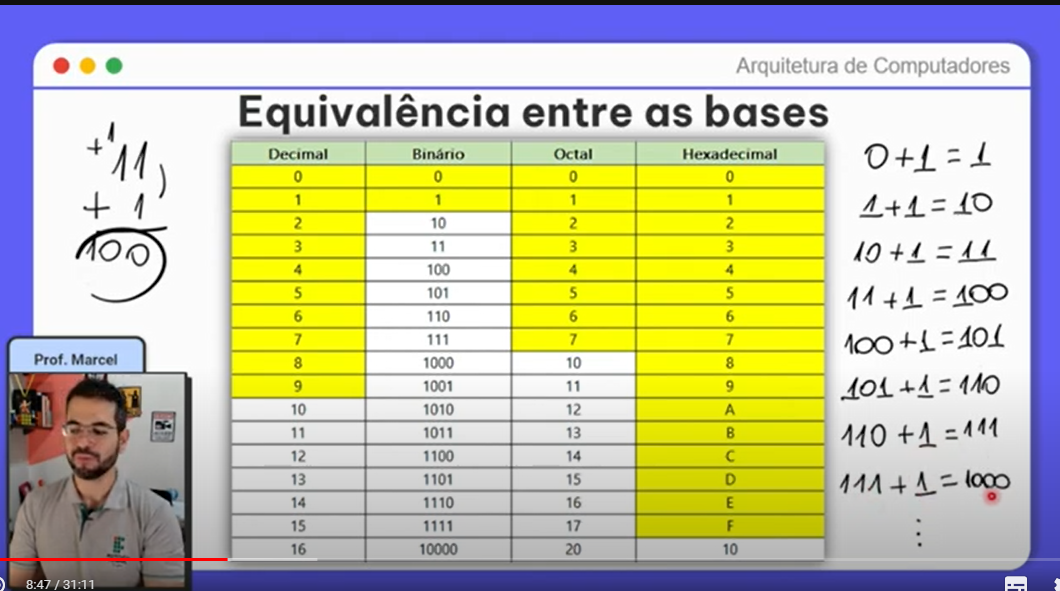 Arquitetura de Computadores
Equivalência entre as bases
+1
11
+ 1
100
Decimal Binário Octal Hexadecimal
0 0 0 0
1 1 1 1
2 10 2 2
3 11 3 3
4 100 4 4
5 101 5 5
6 110 6 6
7 111 7 7
8 1000 10 8
9 1001 11 9
10 1010 12 A
11 1011 13 B
12 1100 14 C
13 1101 15 D
14 1110 16 E
15 1111 17 F
16 10000 20 10
0+1=1
1+1=10
10+1=11
11+1=100
100+1=101
101+1=110
110+1=111
111+1=1000
⋮
Prof. Marcel
8:47 / 31:11